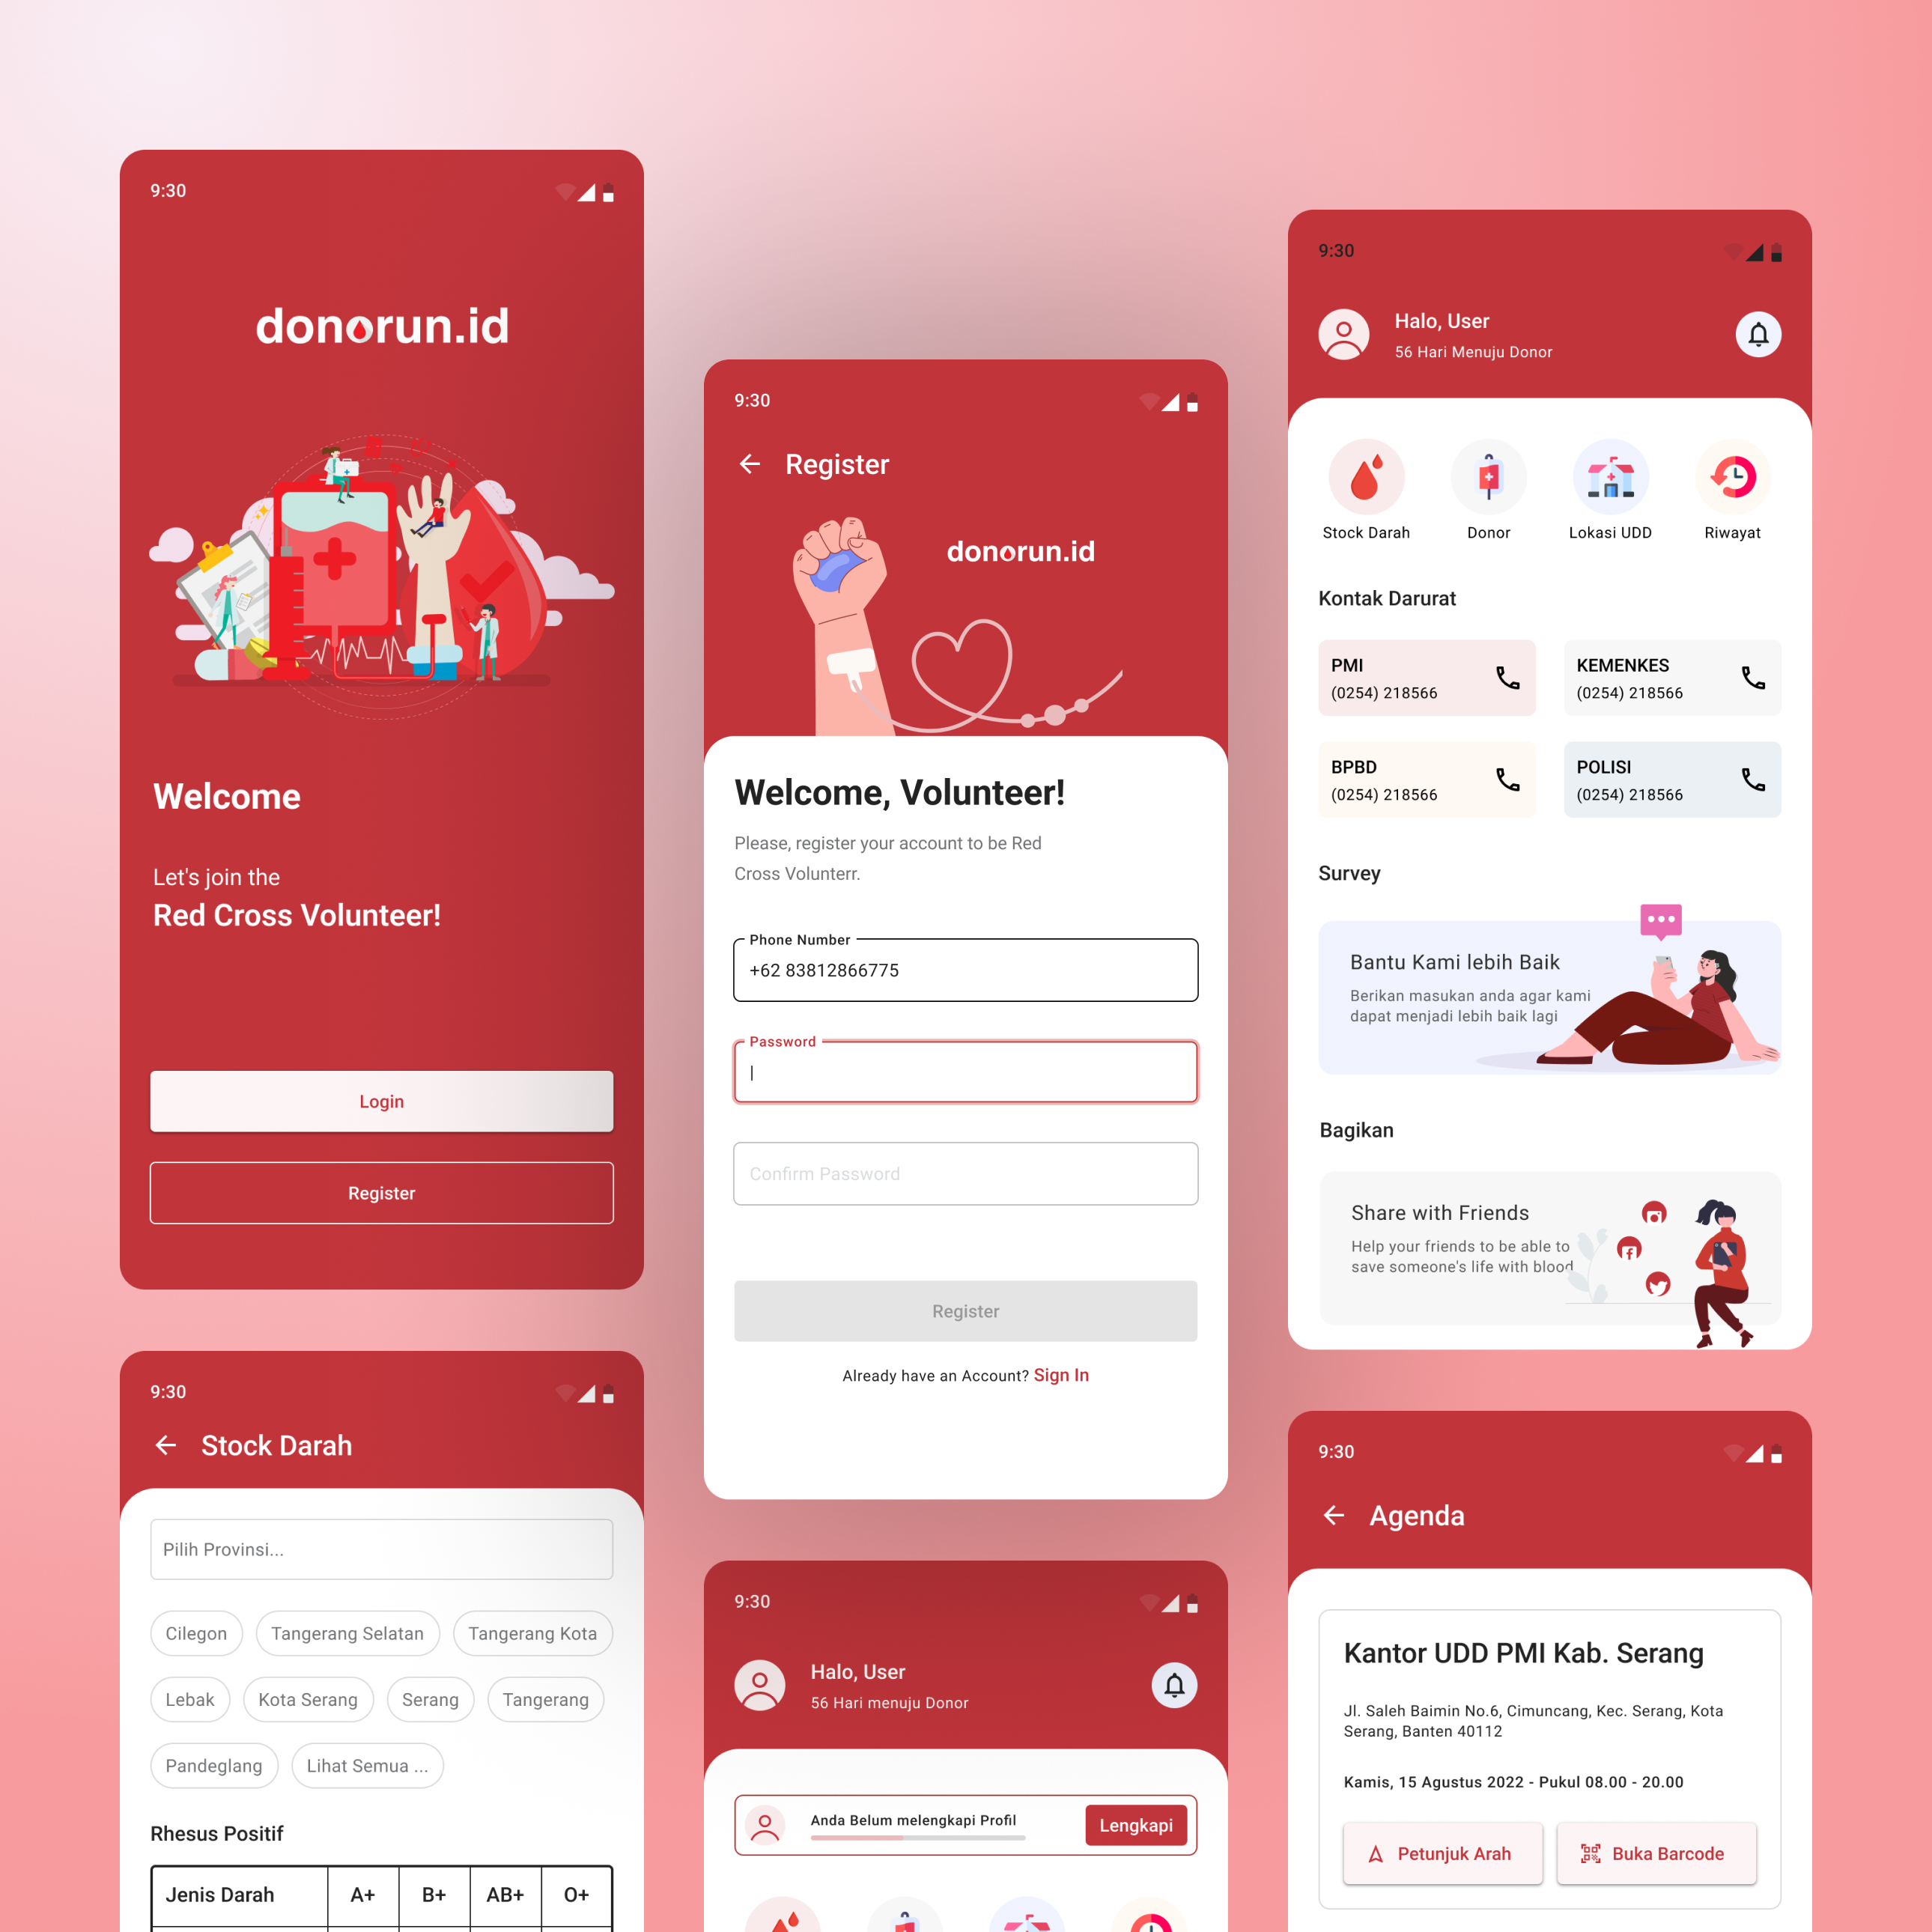 9:30
donorun.id
Welcome
Let's join the
Red Cross Volunteer!
Login
Register
9:30
Stock Darah
Pilih Provinsi...
Cilegon
Tangerang Selatan
Tangerang Kota
Lebak
Kota Serang
Serang
Tangerang
Pandeglang
Lihat Semua ...
Rhesus Positif
Jenis Darah A+ B+ AB+ O+
9:30
Register
donorun.id
Welcome, Volunteer!
Please, register your account to be Red
Cross Volunterr.
Phone Number
+62 83812866775
Password
Confirm Password
Register
Already have an Account? Sign In
9:30
Halo, User
56 Hari menuju Donor
Anda Belum melengkapi Profil
Lengkapi
9:30
Halo, User
56 Hari Menuju Donor
Stock Darah
Donor
Lokasi UDD
Riwayat
Kontak Darurat
PMI
(0254) 218566
KEMENKES
(0254) 218566
BPBD
(0254) 218566
POLISI
(0254) 218566
Survey
Bantu Kami lebih Baik
Berikan masukan anda agar kami
dapat menjadi lebih baik lagi
Bagikan
Share with Friends
Help your friends to be able to
save someone's life with blood
9:30
Agenda
Kantor UDD PMI Kab. Serang
Jl. Saleh Baimin No.6, Cimuncang, Kec. Serang, Kota
Serang, Banten 40112
Kamis, 15 Agustus 2022 - Pukul 08.00 - 20.00
Petunjuk Arah
Buka Barcode